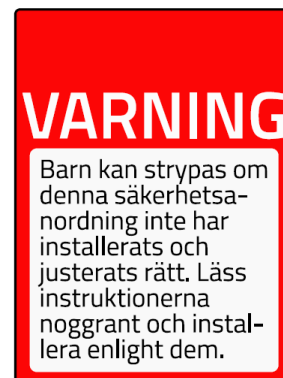 VARNING
Barn kan strypas om
denna säkerhetsa-
nordning inte har
installerats och
justerats rätt. Läss
instruktionerna
noggrant och instal-
lera enlight dem.